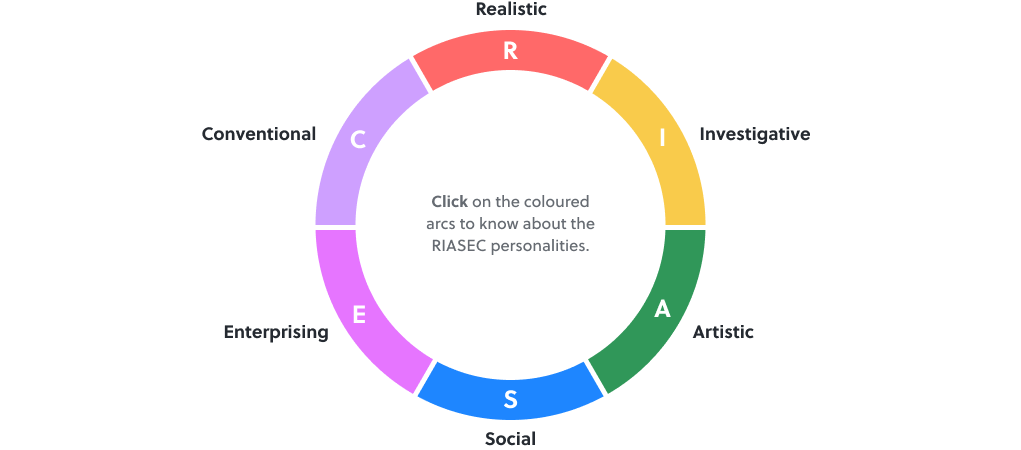 Realistic
R
Conventional
C
I
Investigative
Click on the coloured
arcs to know about the
RIASEC personalities.
Enterprising
E
A
Artistic
S
Social